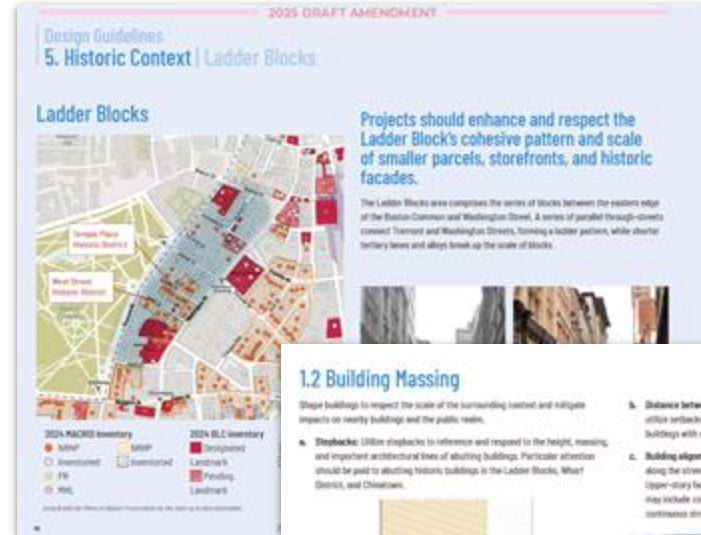 2025 DRAFT AMENDMENT
Design Guidelines
5. Historic Context | Ladder Blocks
Ladder Blocks
Temple Place
Historic District
West Street
Historic District
2024 MACRIS Inventory
NRHP
Inventoried
PR
MHL
NRHP
Inventoried
2024 BLC Inventory
Designated
Landmark
Pending
Landmark
Projects should enhance and respect the
Ladder Block's cohesive pattern and scale
of smaller parcels, storefronts, and historic
facades.
The Ladder Blocks area comprises the series of blocks between the eastern edge
of the Boston Common and Washington Street. A series of parallel through-streets
connect Tremont and Washington Streets, forming a ladder pattern, while shorter
tertiary lanes and alleys break up the scale of blocks.
1.2 Building Massing
Shape buildings to respect the scale of the surrounding context and mitigate
impacts on nearby buildings and the public realm.
a. Stepbacks: Utilize stepbacks to reference and respond to the height, massing,
and important architectural lines of abutting buildings. Particular attention
should be paid to abutting historic buildings in the Ladder Blocks, Wharf
District, and Chinatown.
b. Distance betw
utilize setback
buildings with
c. Building align
along the stree
Upper-story fa
may include co
continuous str